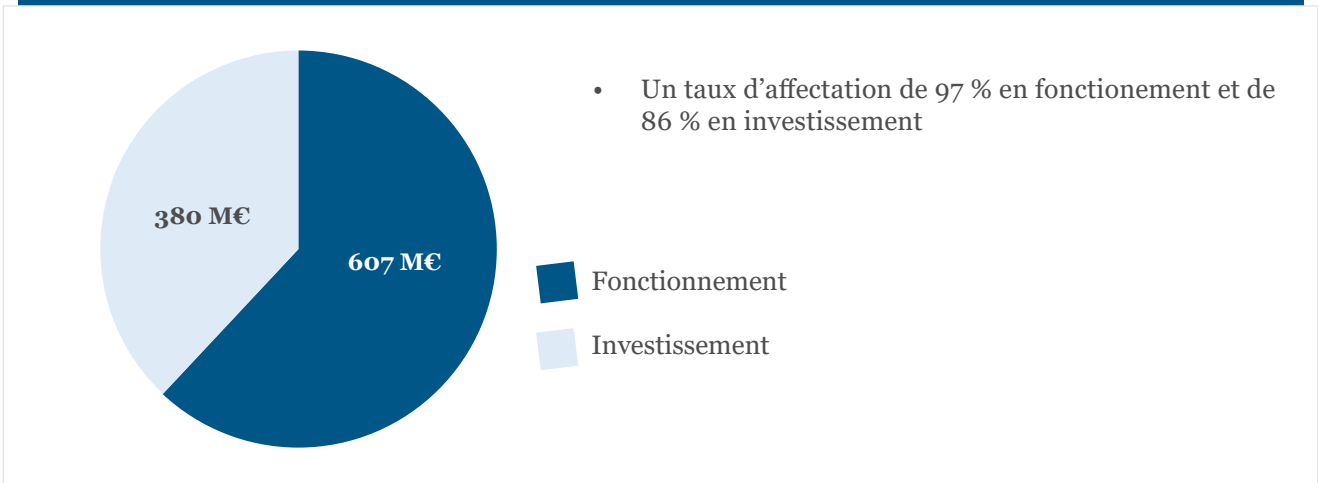 • Un taux d’affectation de 97 % en fonctionement et de
86 % en investissement
380 M€
607 M€
Fonctionnement
Investissement